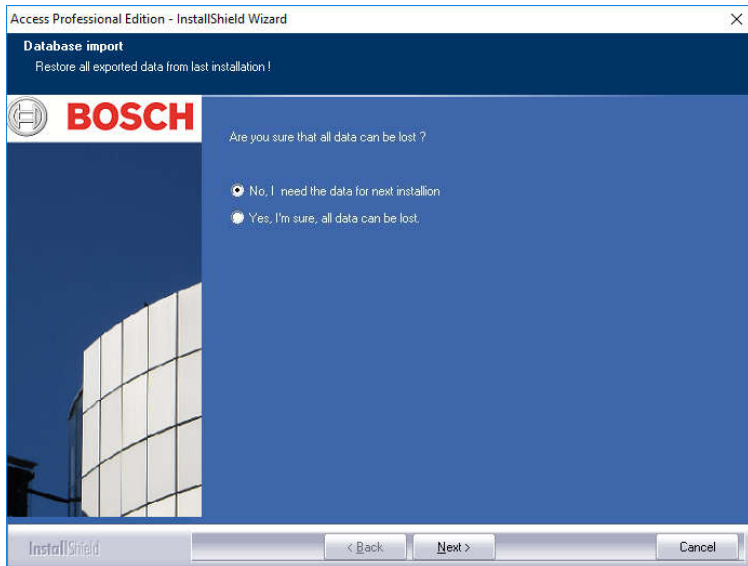 Access Professional Edition - InstallShield Wizard
Database import
Restore all exported data from last installation !
BOSCH
Are you sure that all data can be lost ?
No, I need the data for next installion
Yes, I'm sure, all data can be lost.
InstallShield
< Back
Next >
Cancel